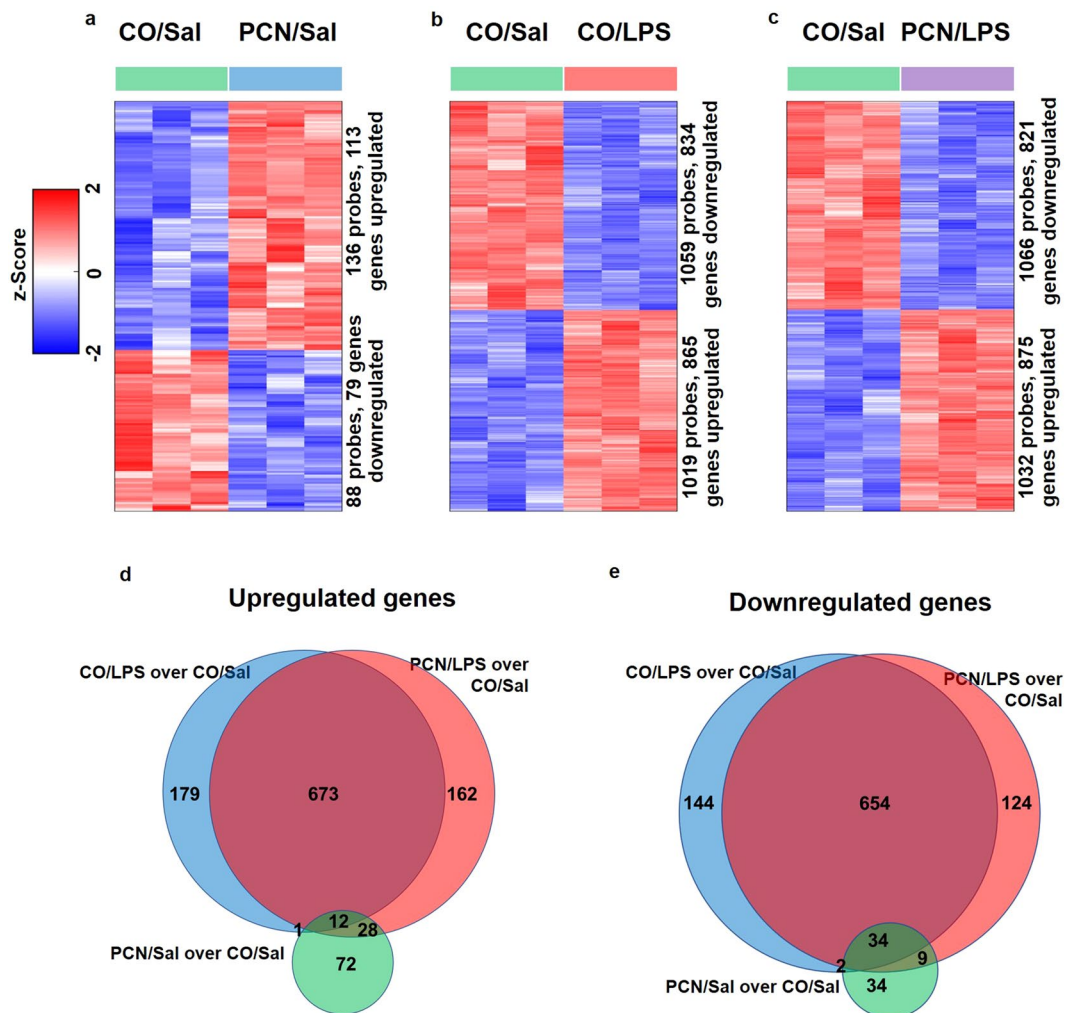 a
CO/Sal PCN/Sal
b
CO/Sal CO/LPS
c
CO/Sal PCN/LPS
z-Score
2
0
-2
136 probes, 113
genes upregulated
88 probes, 79 genes
downregulated
1059 probes, 834
genes downregulated
1019 probes, 865
genes upregulated
1066 probes, 821
genes downregulated
1032 probes, 875
genes upregulated
d
Upregulated genes
CO/LPS over CO/Sal
PCN/LPS over
CO/Sal
179
673
162
1
12
28
PCN/Sal over CO/Sal
72
e
Downregulated genes
CO/LPS over CO/Sal
PCN/LPS over
CO/Sal
144
654
124
34
2
9
PCN/Sal over CO/Sal
34